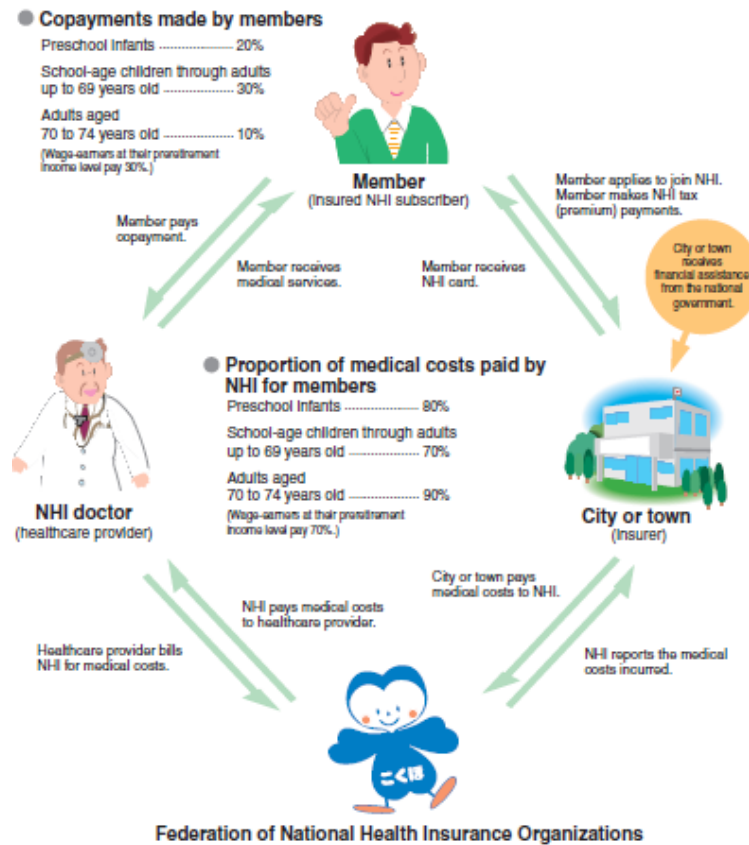 Copayments made by members
Preschool infants 20%
School-age children through adults
up to 69 years old 30%
Adults aged
70 to 74 years old 10%
(Wage-earners at their preretirement
income level pay 30%.)
Member
(insured NHI subscriber)
Member applies to join NHI.
Member makes NHI tax
(premium) payments.
Member pays
copayment.
Member receives
medical services.
Member receives
NHI card.
City or town
receives
financial assistance
from the national
government.
Proportion of medical costs paid by
NHI for members
Preschool infants 80%
School-age children through adults
up to 69 years old 70%
Adults aged
70 to 74 years old 90%
(Wage-earners at their preretirement
income level pay 70%.)
NHI doctor
(healthcare provider)
City or town
(insurer)
City or town pays
medical costs to NHI.
NHI pays medical costs
to healthcare provider.
Healthcare provider bills
NHI for medical costs.
NHI reports the medical
costs incurred.
こくほ
Federation of National Health Insurance Organizations